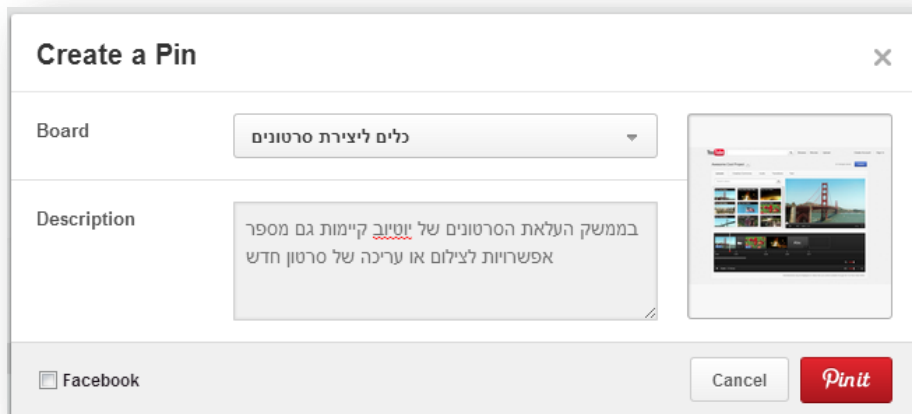 Create a Pin
×
Board
כלים ליצירת סרטונים
Description
בממשק העלאת הסרטונים של יוטיוב קיימות גם מספר
אפשרויות לצילום או עריכה של סרטון חדש
YouTube
Facebook
Cancel
Pin it